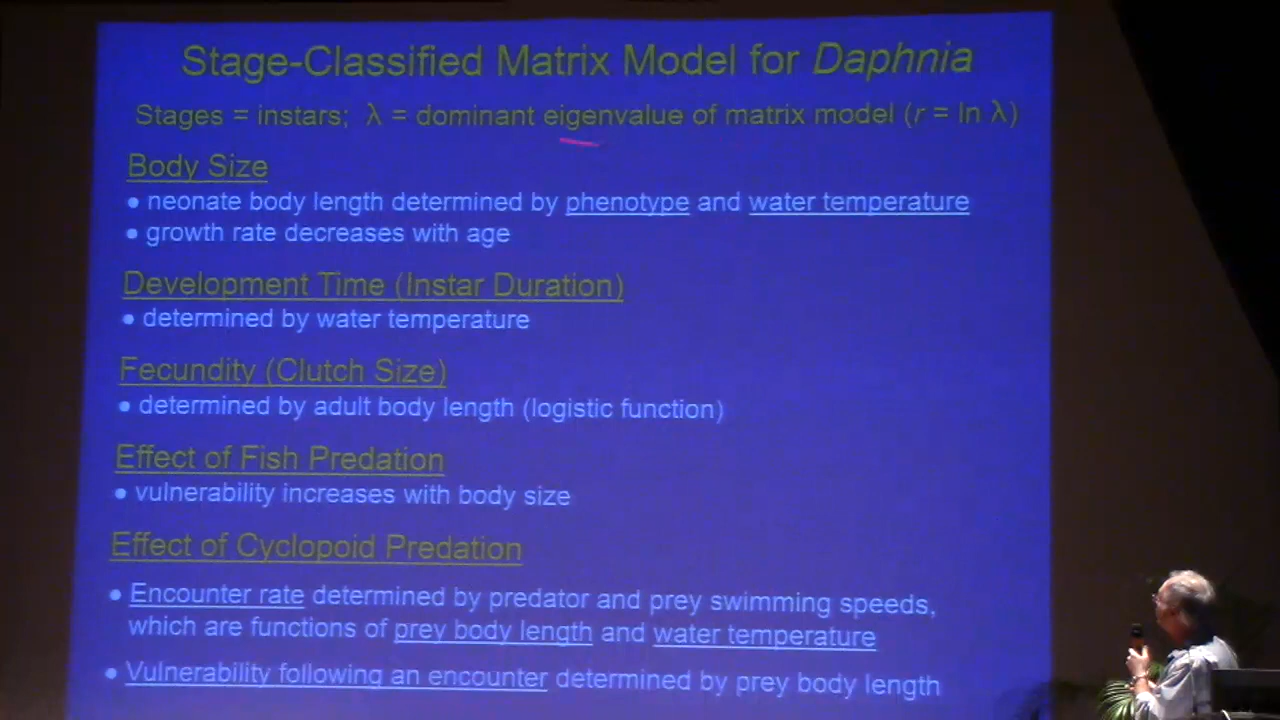 Stage-Classified Matrix Model for Daphnia
Stages = instars; λ = dominant eigenvalue of matrix model (r = ln λ)
Body Size
• neonate body length determined by phenotype and water temperature
• growth rate decreases with age
Development Time (Instar Duration)
• determined by water temperature
Fecundity (Clutch Size)
• determined by adult body length (logistic function)
Effect of Fish Predation
• vulnerability increases with body size
Effect of Cyclopoid Predation
• Encounter rate determined by predator and prey swimming speeds,
which are functions of prey body length and water temperature
• Vulnerability following an encounter determined by prey body length